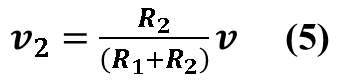 v₂ = R₂/(R₁+R₂) v (5)